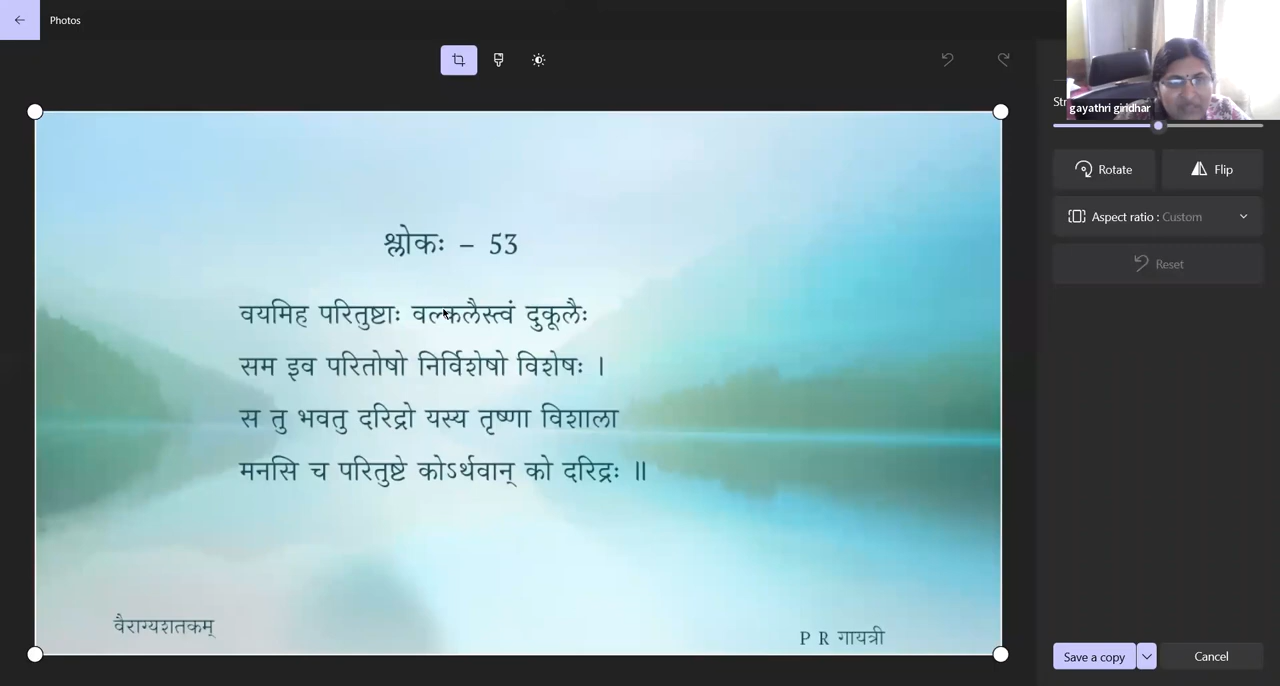 Photos
gayathri giridhar
Rotate
Flip
Aspect ratio : Custom
Reset
श्लोकः – 53
वयमिह परितुष्टाः वल्कलैस्त्वं दुकूलैः
सम इव परितोषो निर्विशेषो विशेषः ।
स तु भवतु दरिद्रो यस्य तृष्णा विशाला
मनसि च परितुष्टे कोऽर्थवान् को दरिद्रः ॥
वैराग्यशतकम्
P R गायत्री
Save a copy
Cancel